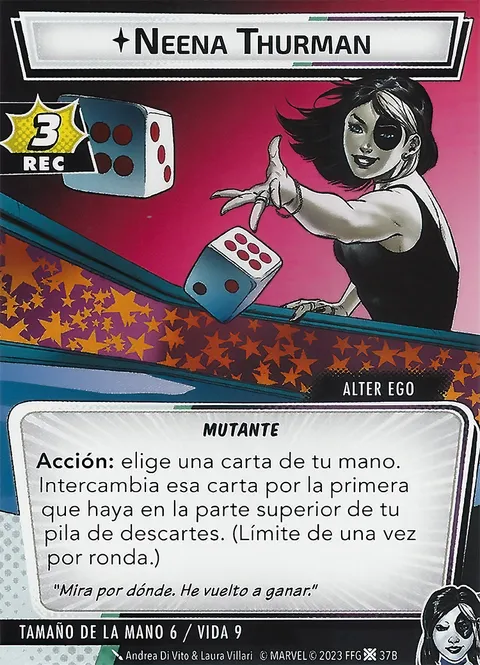 NEENA THURMAN
3
REC
ALTER EGO
MUTANTE
Acción: elige una carta de tu mano.
Intercambia esa carta por la primera
que haya en la parte superior de tu
pila de descartes. (Límite de una vez
por ronda.)
"Mira por dónde. He vuelto a ganar."
TAMAÑO DE LA MANO 6 / VIDA 9
Andrea Di Vito & Laura Villari © MARVEL © 2023 FFG 37B